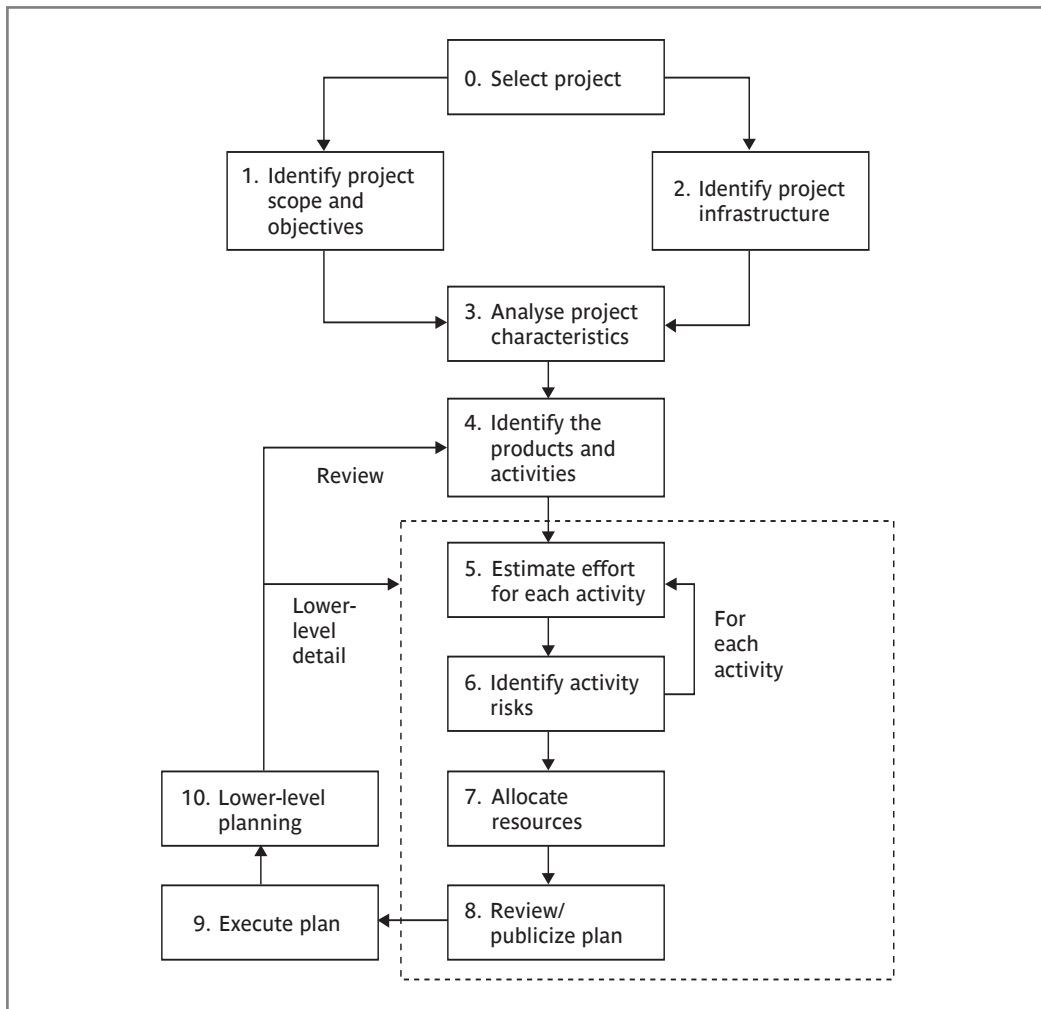 0. Select project
1. Identify project
scope and
objectives
2. Identify project
infrastructure
3. Analyse project
characteristics
4. Identify the
products and
activities
Review
5. Estimate effort
for each activity
Lower-
level
detail
For
each
activity
6. Identify activity
risks
7. Allocate
resources
10. Lower-level
planning
8. Review/
publicize plan
9. Execute plan